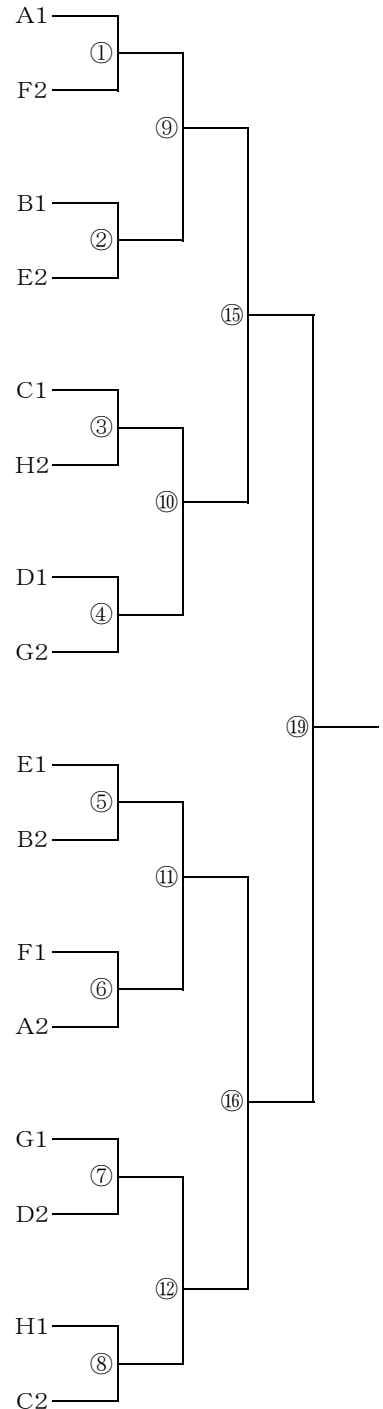 A1
①
F2
⑨
B1
②
E2
⑮
C1
③
H2
⑩
D1
④
G2
⑲
E1
⑤
B2
⑪
F1
⑥
A2
⑯
G1
⑦
D2
⑫
H1
⑧
C2